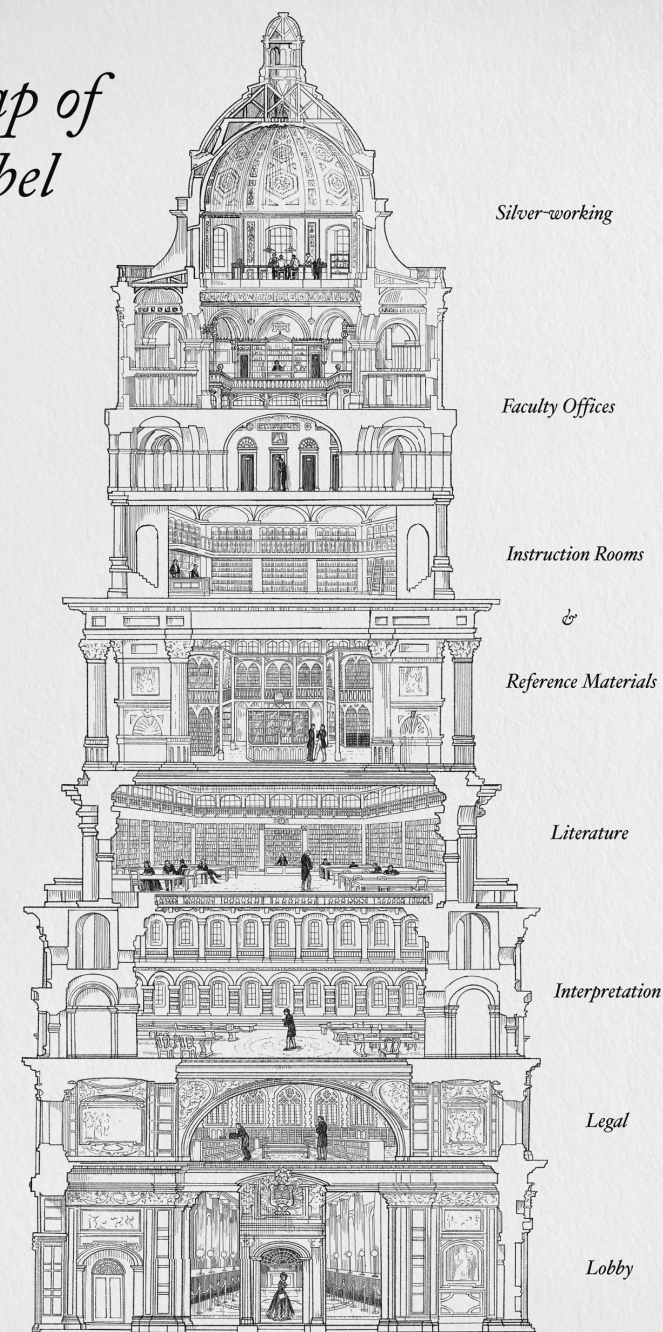 ap of
bel
Silver-working
Faculty Offices
Instruction Rooms
&
Reference Materials
Literature
Interpretation
Legal
Lobby